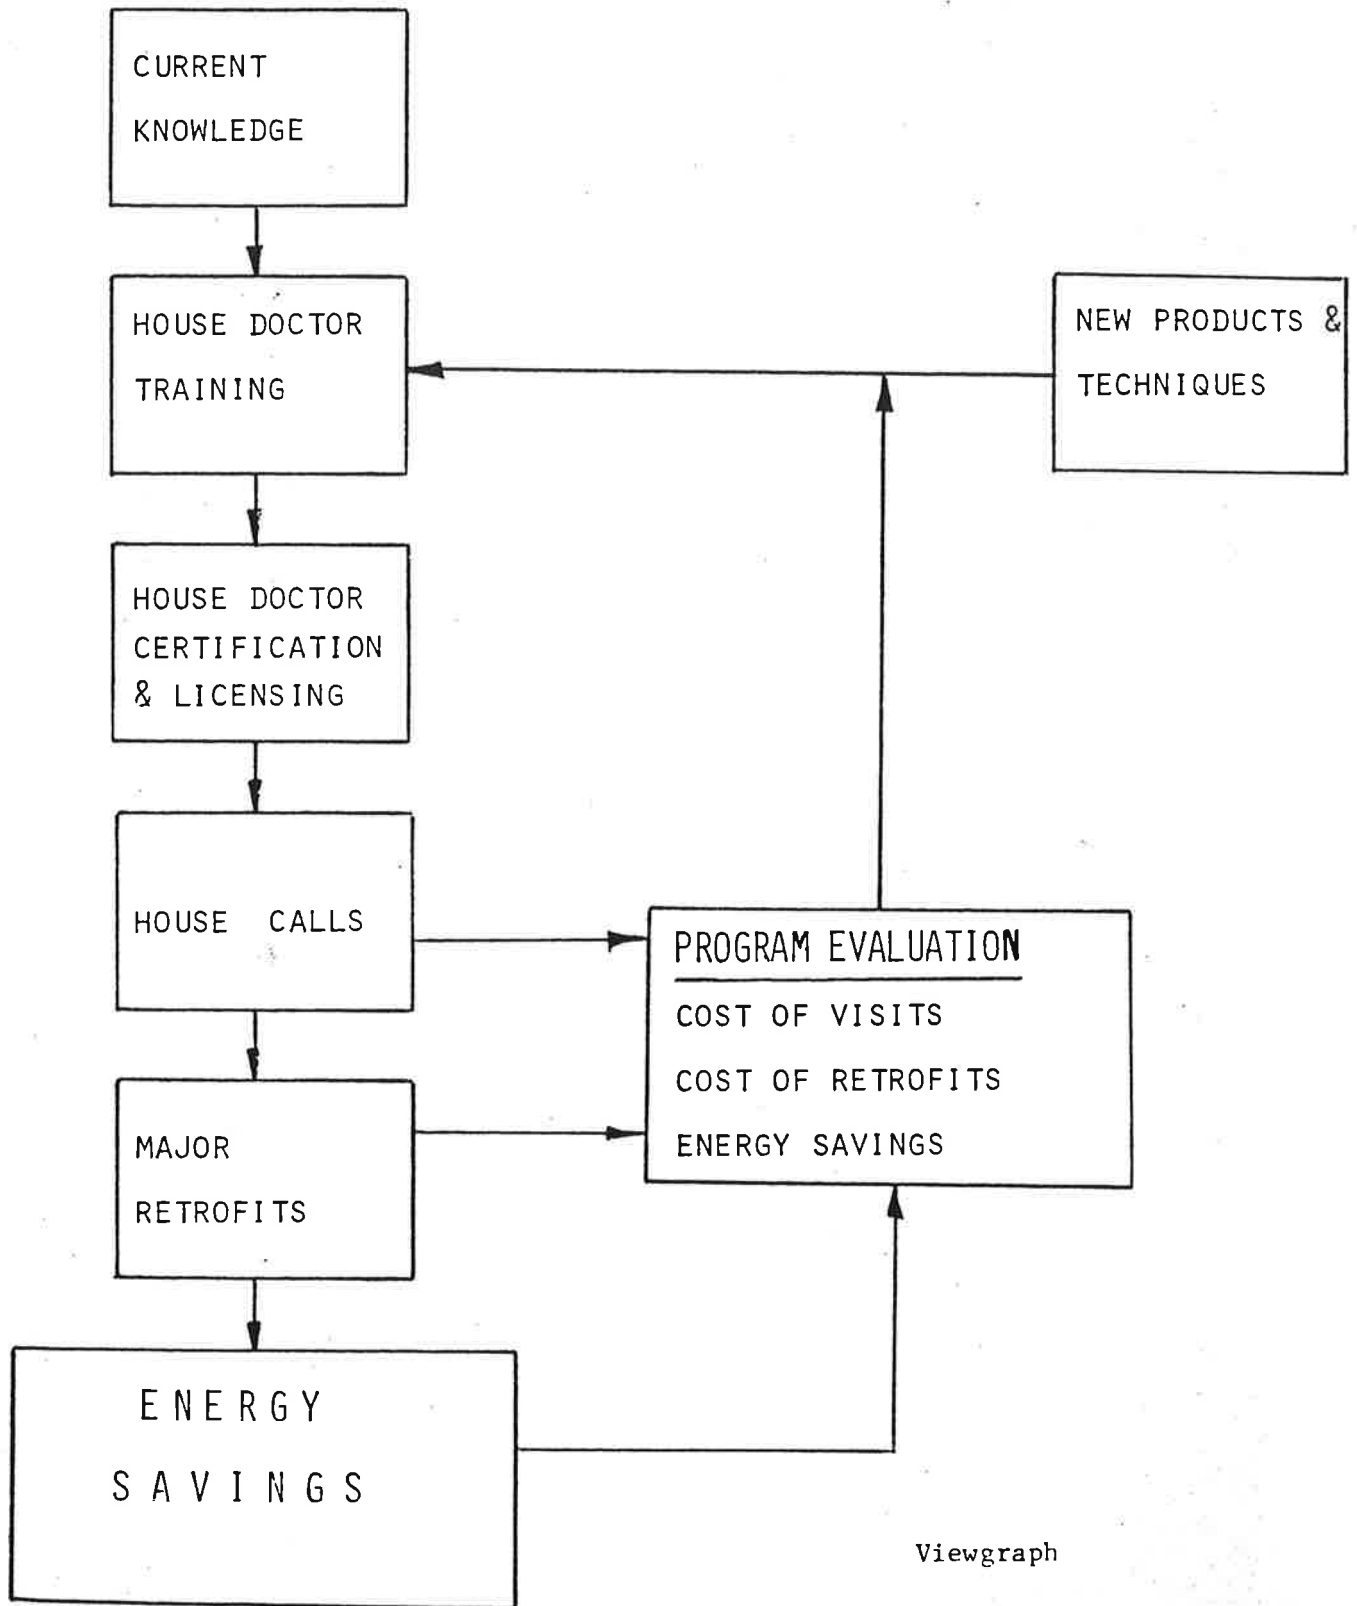 CURRENT
KNOWLEDGE
HOUSE DOCTOR
TRAINING
NEW PRODUCTS &
TECHNIQUES
HOUSE DOCTOR
CERTIFICATION
& LICENSING
HOUSE CALLS
PROGRAM EVALUATION
COST OF VISITS
COST OF RETROFITS
ENERGY SAVINGS
MAJOR
RETROFITS
ENERGY
SAVINGS
Viewgraph